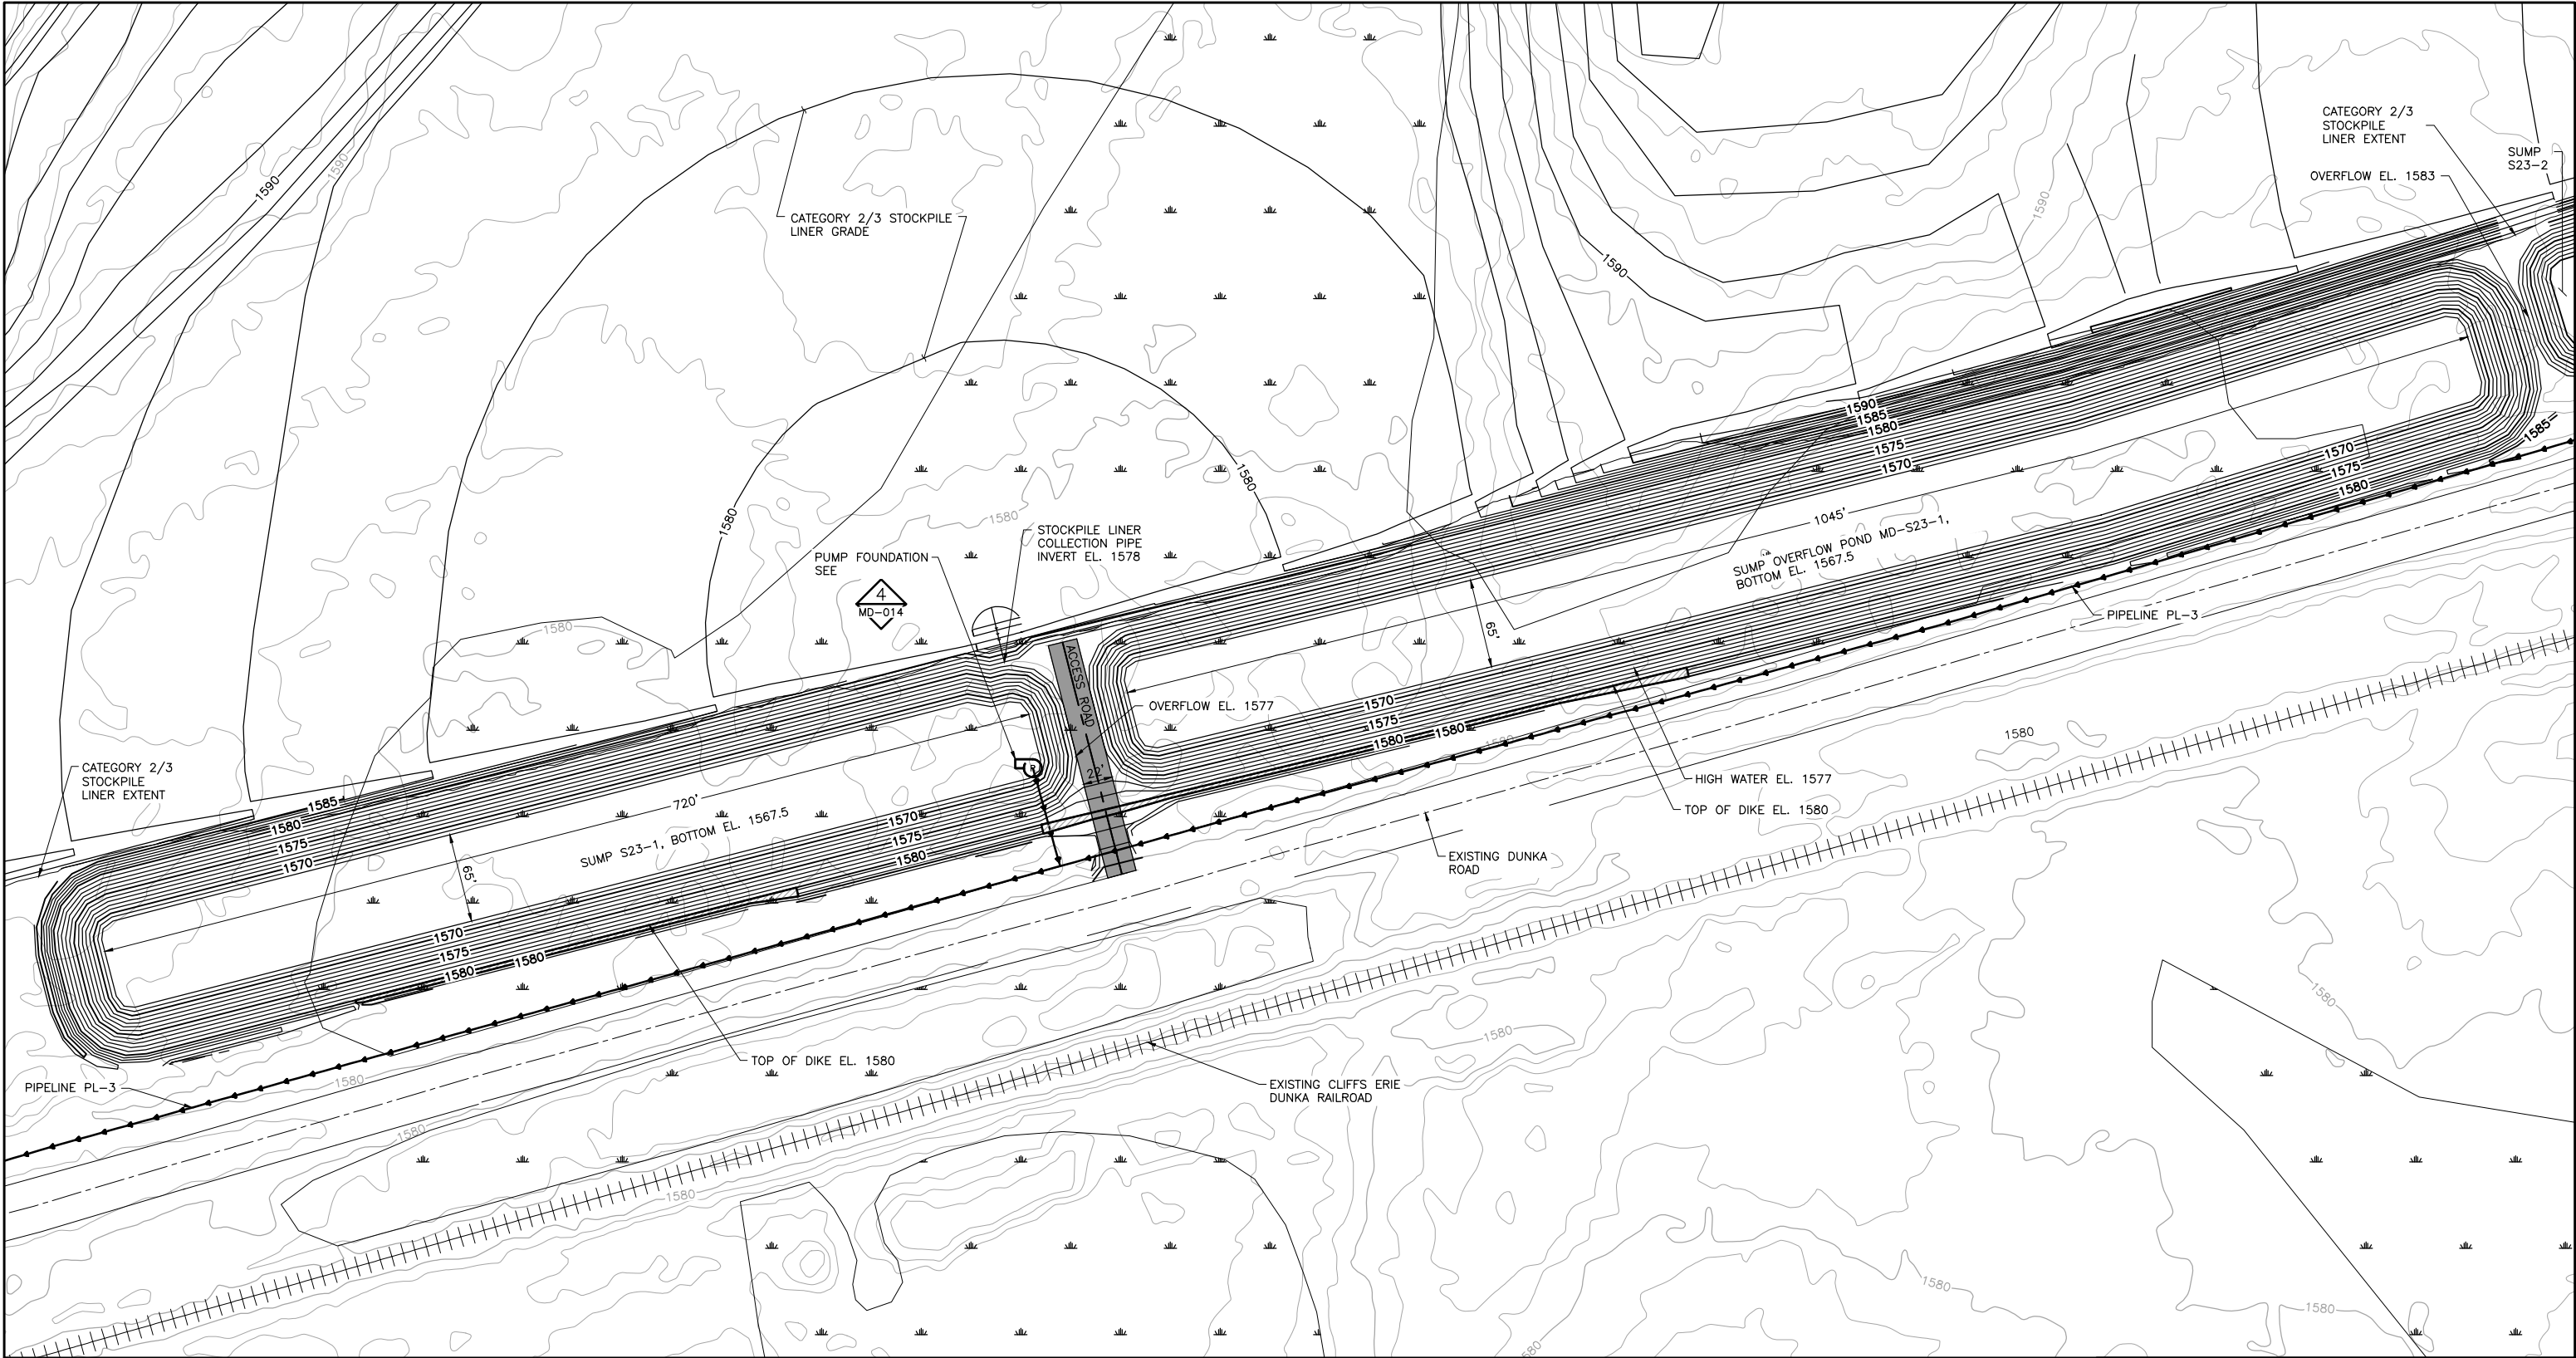 CATEGORY 2/3
STOCKPILE
LINER EXTENT
SUMP
S23-2
OVERFLOW EL. 1583
1590
1590
CATEGORY 2/3 STOCKPILE
LINER GRADE
1590
1590
1580
1580
1580
STOCKPILE LINER
COLLECTION PIPE
INVERT EL. 1578
PUMP FOUNDATION
SEE
4
MD-014
1590
1585
1580
1575
1570
1585
1570
1575
1580
1045'
SUMP OVERFLOW POND MD-S23-1,
BOTTOM EL. 1567.5
65'
PIPELINE PL-3
1580
ACCESS ROAD
OVERFLOW EL. 1577
1570
1575
1580
1580
1580
1580
22'
P
HIGH WATER EL. 1577
TOP OF DIKE EL. 1580
CATEGORY 2/3
STOCKPILE
LINER EXTENT
1585
1580
1575
1570
720'
SUMP S23-1, BOTTOM EL. 1567.5
65'
1570
1575
1580
EXISTING DUNKA
ROAD
1570
1575
1580
1580
1580
1580
TOP OF DIKE EL. 1580
PIPELINE PL-3
1580
EXISTING CLIFFS ERIE
DUNKA RAILROAD
1580
1580
1580
1580
1580